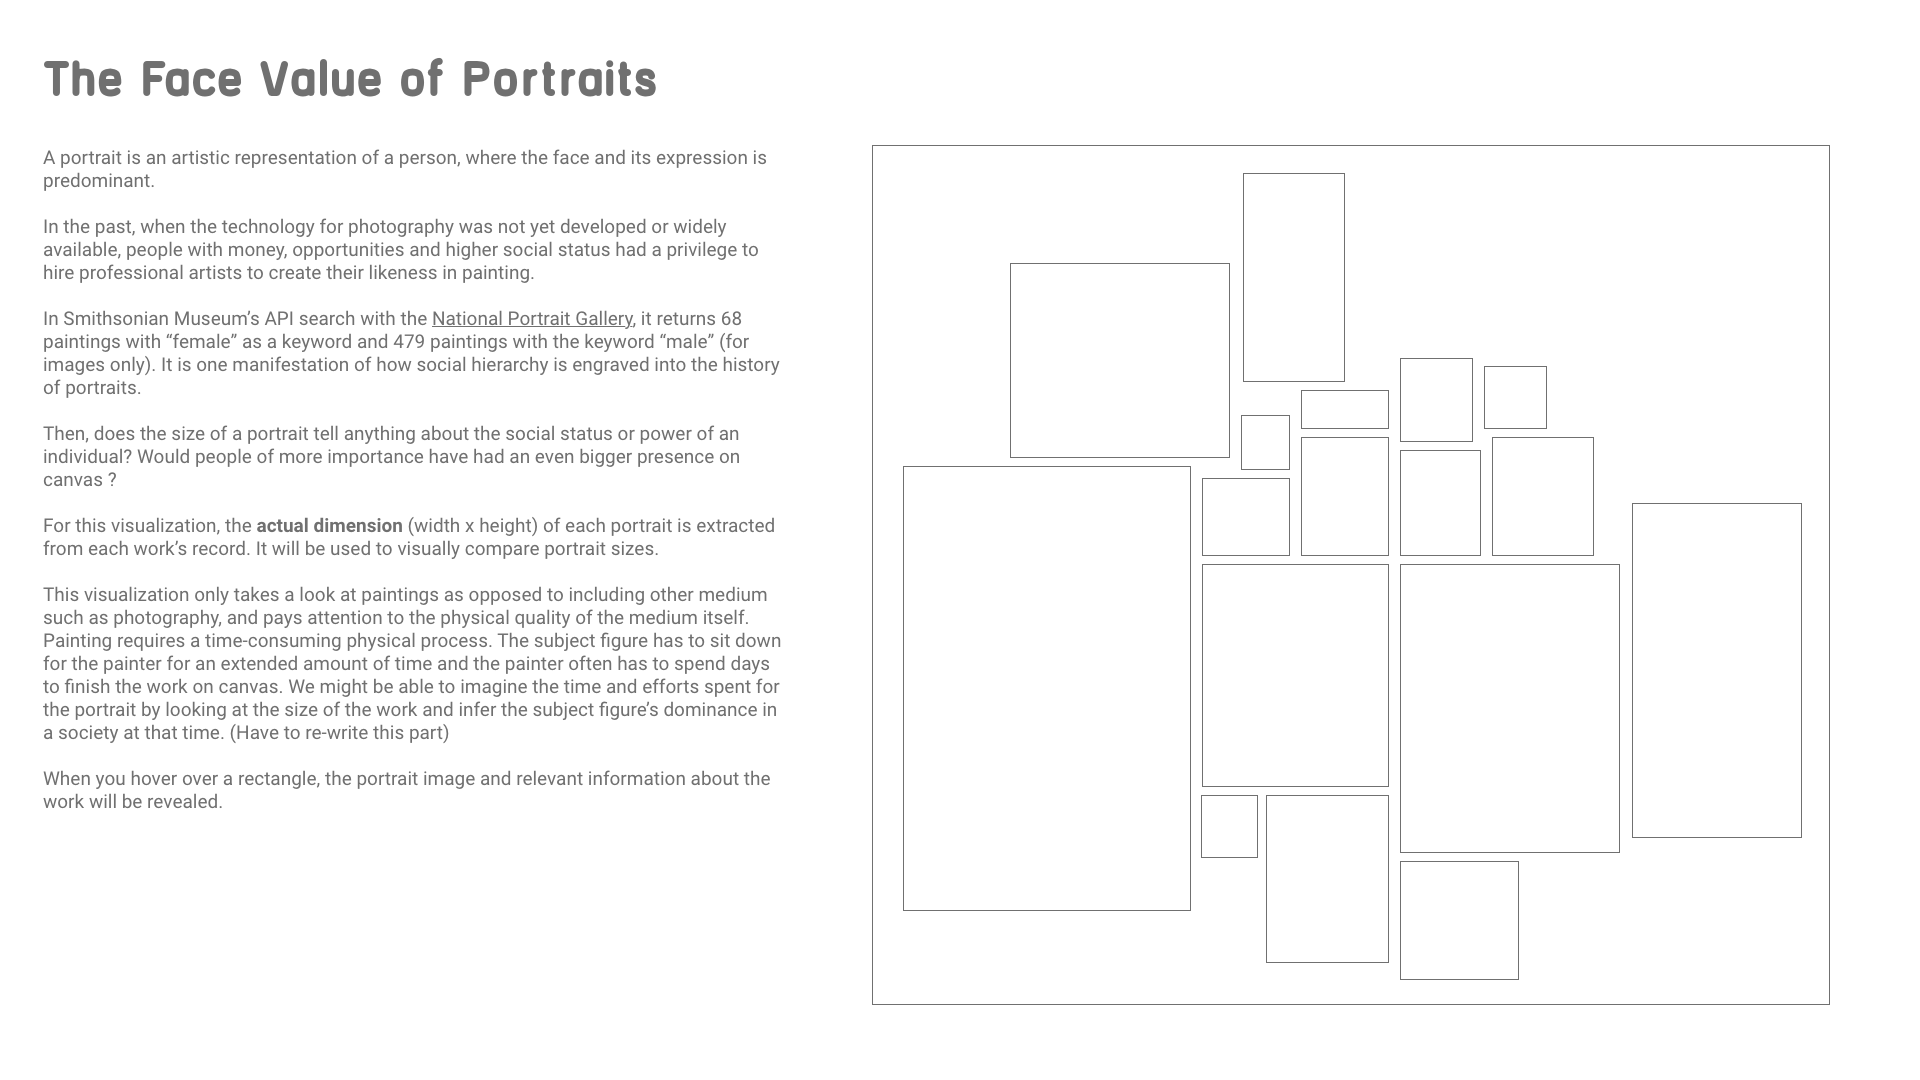 The Face Value of Portraits
A portrait is an artistic representation of a person, where the face and its expression is
predominant.
In the past, when the technology for photography was not yet developed or widely
available, people with money, opportunities and higher social status had a privilege to
hire professional artists to create their likeness in painting.
In Smithsonian Museum’s API search with the National Portrait Gallery, it returns 68
paintings with “female” as a keyword and 479 paintings with the keyword “male” (for
images only). It is one manifestation of how social hierarchy is engraved into the history
of portraits.
Then, does the size of a portrait tell anything about the social status or power of an
individual? Would people of more importance have had an even bigger presence on
canvas ?
For this visualization, the actual dimension (width x height) of each portrait is extracted
from each work’s record. It will be used to visually compare portrait sizes.
This visualization only takes a look at paintings as opposed to including other medium
such as photography, and pays attention to the physical quality of the medium itself.
Painting requires a time-consuming physical process. The subject figure has to sit down
for the painter for an extended amount of time and the painter often has to spend days
to finish the work on canvas. We might be able to imagine the time and efforts spent for
the portrait by looking at the size of the work and infer the subject figure’s dominance in
a society at that time. (Have to re-write this part)
When you hover over a rectangle, the portrait image and relevant information about the
work will be revealed.